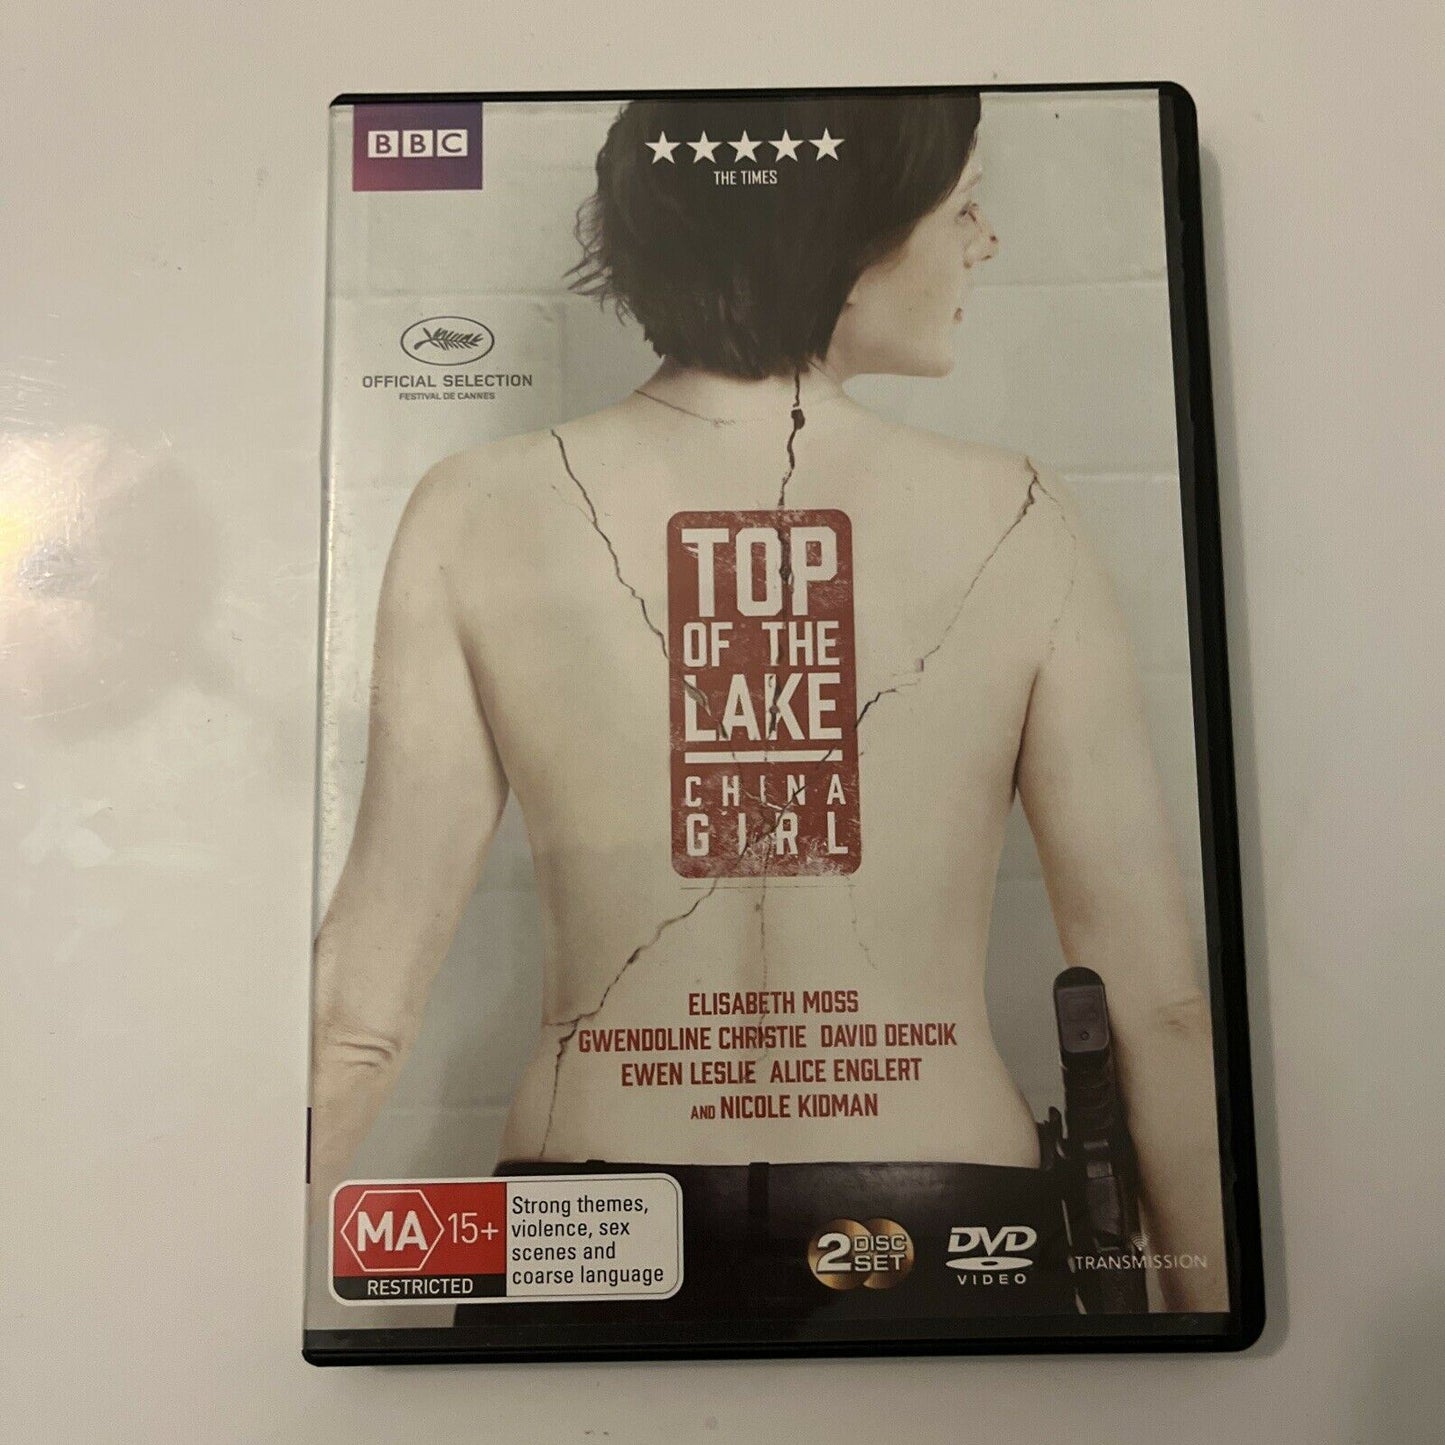 BBC
THE TIMES
OFFICIAL SELECTION
FESTIVAL DE CANNES
TOP
OF THE
LAKE
CHINA
GIRL
ELISABETH MOSS
GWENDOLINE CHRISTIE DAVID DENCIK
EWEN LESLIE ALICE ENGLERT
AND NICOLE KIDMAN
MA 15+
RESTRICTED
Strong themes,
violence, sex
scenes and
coarse language
2 DISC
SET
DVD
VIDEO
TRANSMISSION